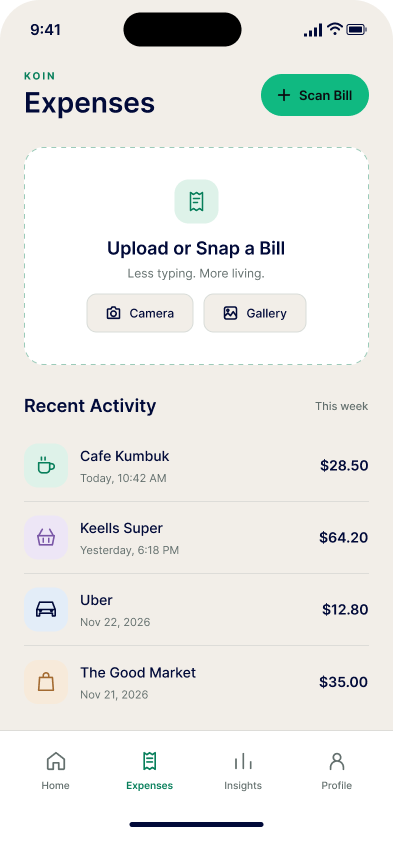 9:41
KOIN
Expenses
Scan Bill
Upload or Snap a Bill
Less typing. More living.
Camera
Gallery
Recent Activity
This week
Cafe Kumbuk
Today, 10:42 AM
$28.50
Keells Super
Yesterday, 6:18 PM
$64.20
Uber
Nov 22, 2026
$12.80
The Good Market
Nov 21, 2026
$35.00
Home
Expenses
Insights
Profile